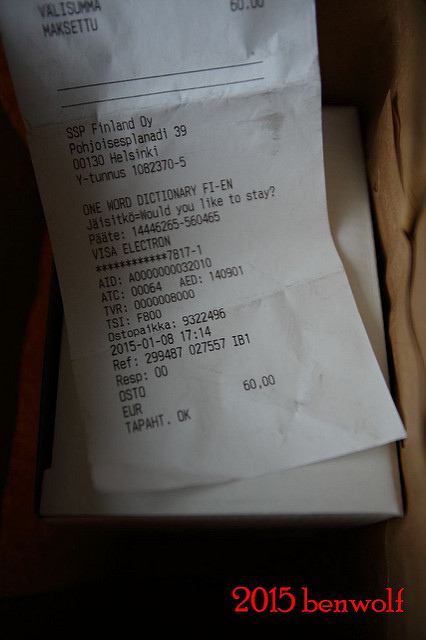 VÄLISUMMA 60.00
MAKSETTU
SSP Finland Oy
Pohjoisesplanadi 39
00130 Helsinki
Y-tunnus 1082370-5
ONE WORD DICTIONARY FI-EN
Jäisitkö=Would you like to stay?
Pääte: 14446265-560465
VISA ELECTRON
************7817-1
AID: A0000000032010
ATC: 00064 AED: 140901
TVR: 0000008000
TSI: F800
Ostopaikka: 9322496
2015-01-08 17:14
Ref: 299487 027557 IB1
Resp: 00
OSTO
EUR 60,00
TAPAHT. OK
2015 benwolf